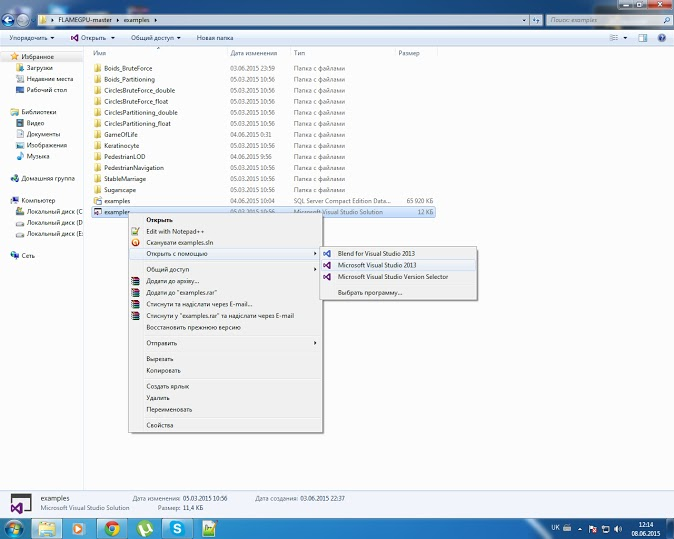 FLAMEGPU-master ▸ examples ▸
Поиск: examples
Упорядочить
Открыть
Общий доступ
Новая папка
Имя
Дата изменения
Тип
Размер
Избранное
Загрузки
Недавние места
Рабочий стол
Библиотеки
Видео
Документы
Изображения
Музыка
Домашняя группа
Компьютер
Локальный диск (C
Локальный диск (D
Локальный диск (E:
Сеть
Boids_BruteForce 03.06.2015 23:59 Папка с файлами
Boids_Partitioning 05.03.2015 10:56 Папка с файлами
CirclesBruteForce_double 05.03.2015 10:56 Папка с файлами
CirclesBruteForce_float 05.03.2015 10:56 Папка с файлами
CirclesPartitioning_double 05.03.2015 10:56 Папка с файлами
CirclesPartitioning_float 05.03.2015 10:56 Папка с файлами
GameOfLife 04.06.2015 0:31 Папка с файлами
Keratinocyte 05.03.2015 10:56 Папка с файлами
PedestrianLOD 04.06.2015 9:56 Папка с файлами
PedestrianNavigation 05.03.2015 10:56 Папка с файлами
StableMarriage 05.03.2015 10:56 Папка с файлами
Sugarscape 05.03.2015 10:56 Папка с файлами
examples 04.06.2015 10:04 SQL Server Compact Edition Data... 65 920 КБ
examples 05.03.2015 10:56 Microsoft Visual Studio Solution 12 КБ
Открыть
Edit with Notepad++
Сканувати examples.sln
Открыть с помощью
Общий доступ
Додати до архіву...
Додати до "examples.rar"
Стиснути та надіслати через E-mail...
Стиснути у "examples.rar" та надіслати через E-mail
Восстановить прежнюю версию
Отправить
Вырезать
Копировать
Создать ярлык
Удалить
Переименовать
Свойства
Blend for Visual Studio 2013
Microsoft Visual Studio 2013
Microsoft Visual Studio Version Selector
Выбрать программу...
examples
Дата изменения: 05.03.2015 10:56
Дата создания: 03.06.2015 22:37
Microsoft Visual Studio Solution
Размер: 11,4 КБ
UK
12:14
08.06.2015